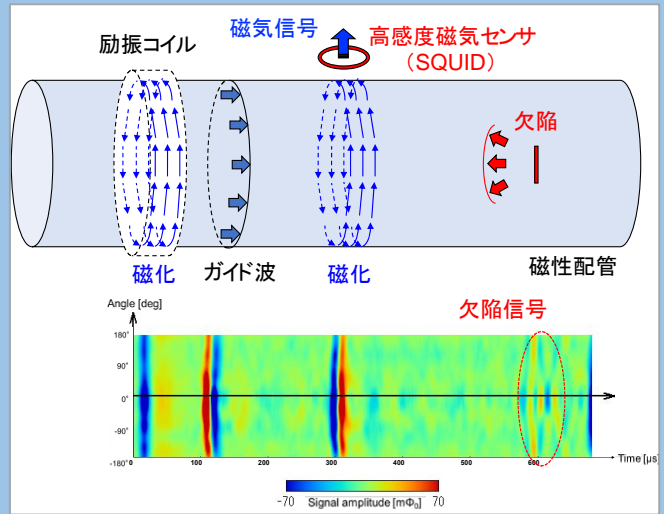 励振コイル
磁気信号
高感度磁気センサ
（SQUID）
欠陥
磁化
ガイド波
磁化
磁性配管
欠陥信号
Angle [deg]
180°
90°
0°
-90°
-180°
0
100
200
300
400
500
600
Time [μs]
-70
Signal amplitude [mΦ₀]
70